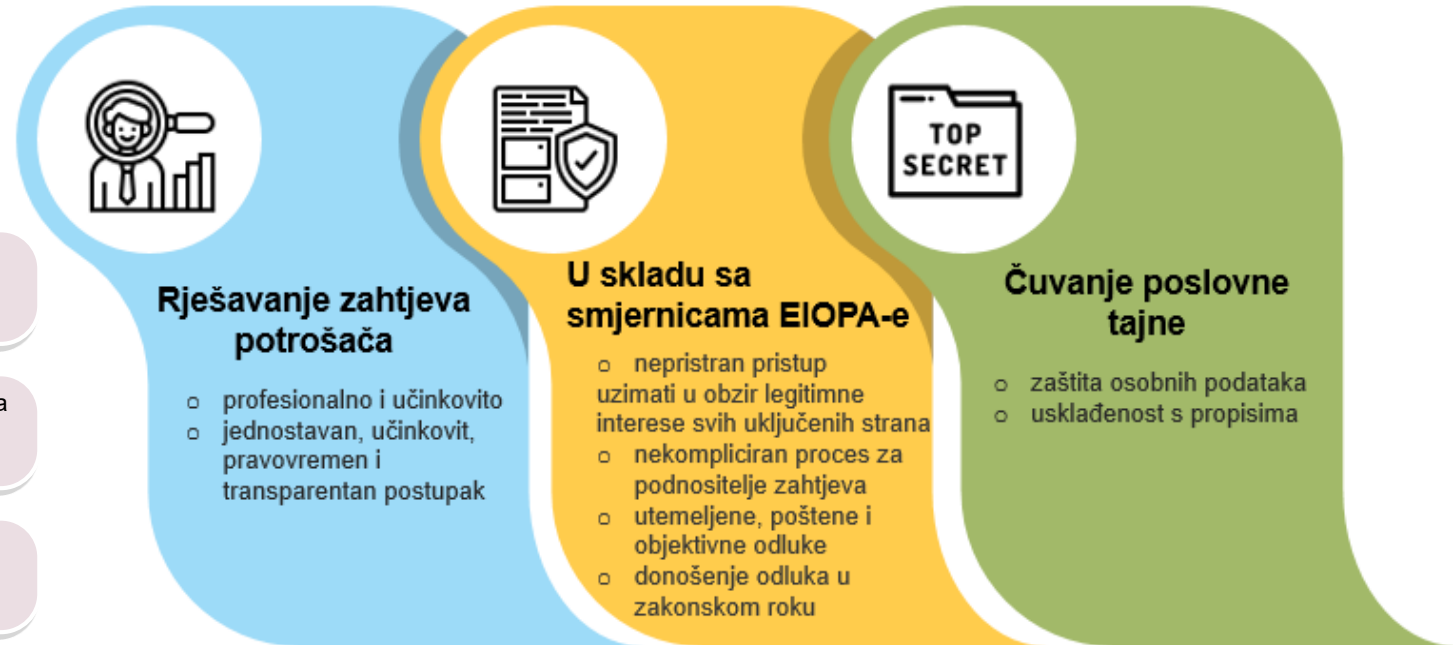 TOP
SECRET
Rješavanje zahtjeva
potrošača
o profesionalno i učinkovito
o jednostavan, učinkovit,
pravovremen i
transparentan postupak
U skladu sa
smjernicama EIOPA-e
o nepristran pristup
uzimati u obzir legitimne
interese svih uključenih strana
o nekompliciran proces za
podnositelje zahtjeva
o utemeljene, poštene i
objektivne odluke
o donošenje odluka u
zakonskom roku
Čuvanje poslovne
tajne
o zaštita osobnih podataka
o usklađenost s propisima
a